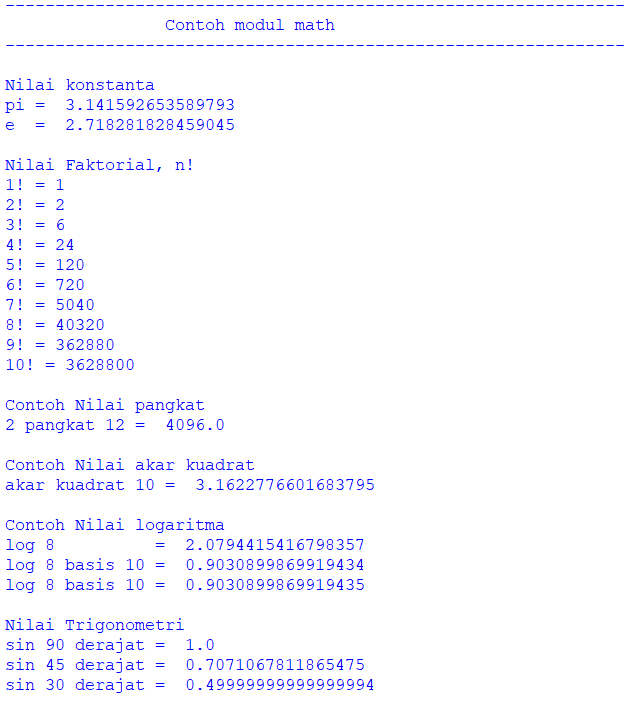 --------------------------------------------------------------
                Contoh modul math
--------------------------------------------------------------

Nilai konstanta
pi =  3.141592653589793
e  =  2.718281828459045

Nilai Faktorial, n!
1! = 1
2! = 2
3! = 6
4! = 24
5! = 120
6! = 720
7! = 5040
8! = 40320
9! = 362880
10! = 3628800

Contoh Nilai pangkat
2 pangkat 12 =  4096.0

Contoh Nilai akar kuadrat
akar kuadrat 10 =  3.1622776601683795

Contoh Nilai logaritma
log 8          =  2.0794415416798357
log 8 basis 10 =  0.9030899869919434
log 8 basis 10 =  0.9030899869919435

Nilai Trigonometri
sin 90 derajat =  1.0
sin 45 derajat =  0.7071067811865475
sin 30 derajat =  0.49999999999999994